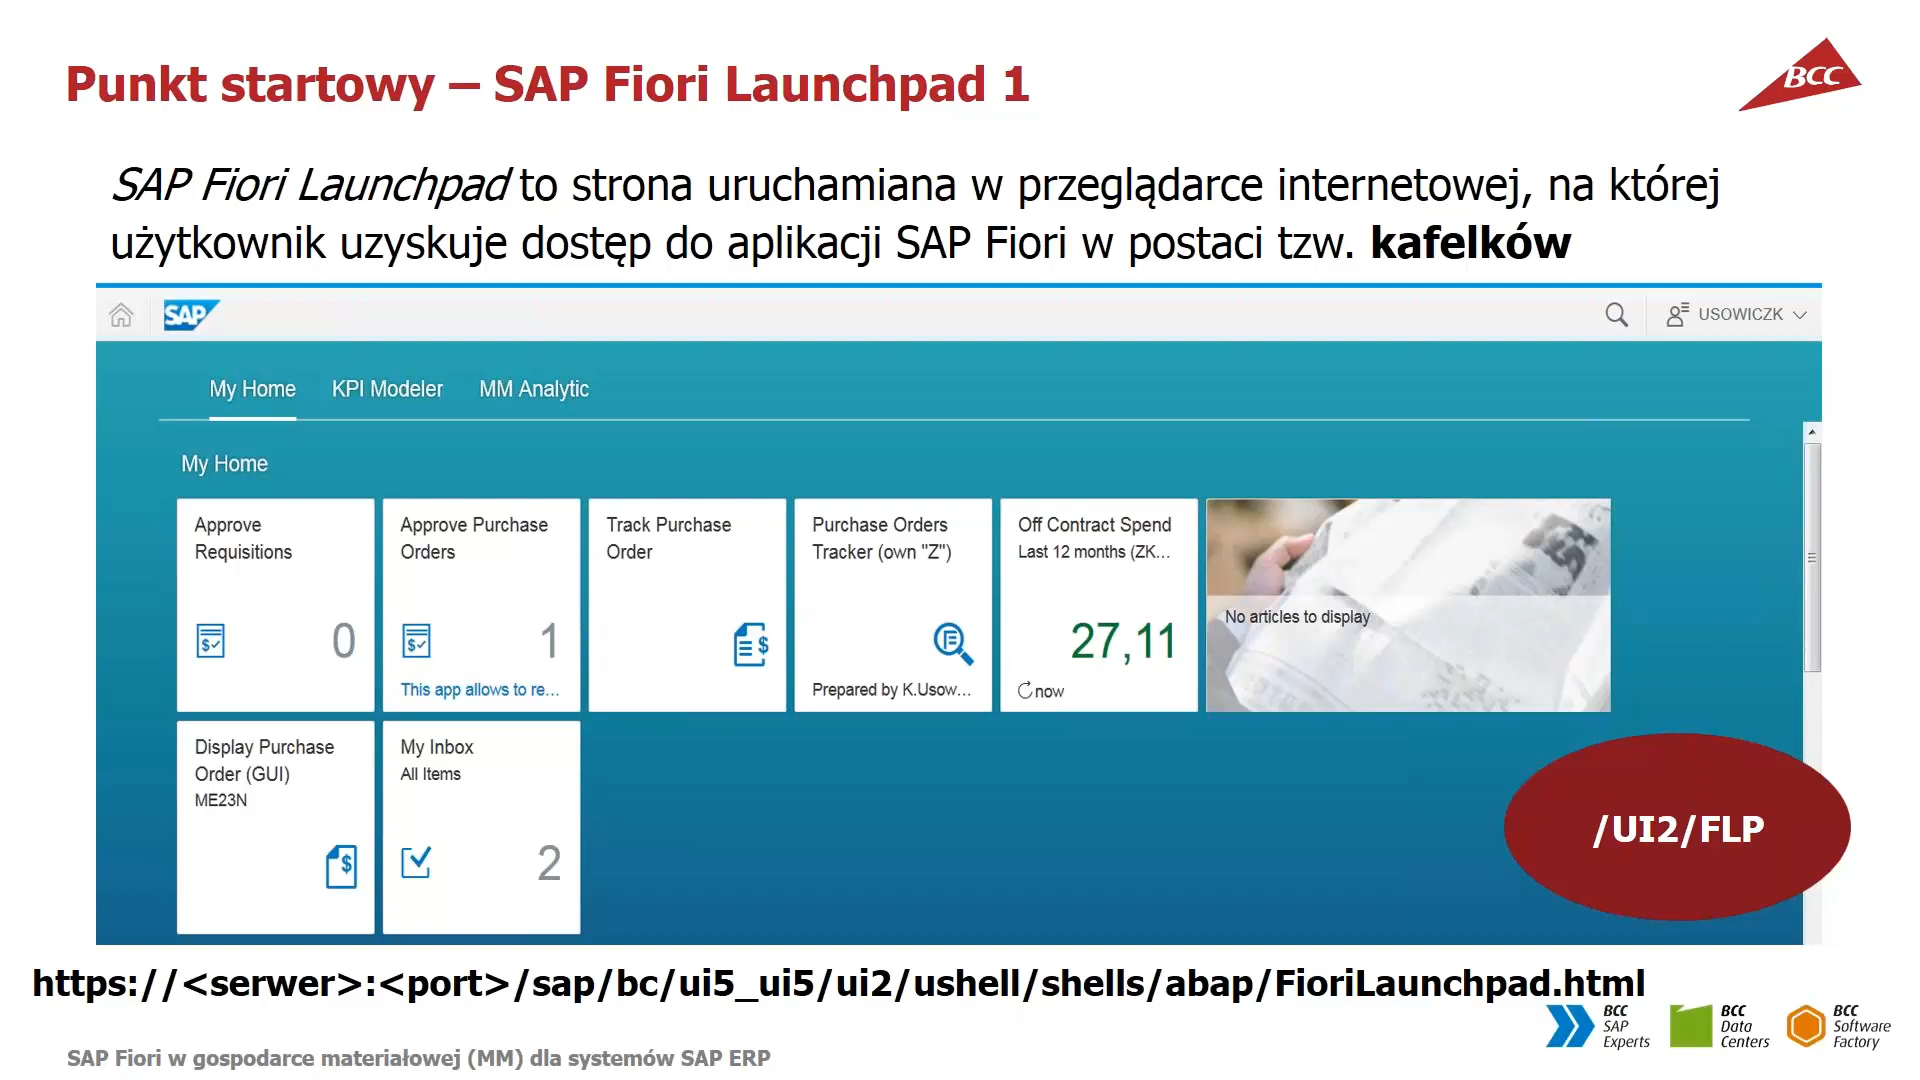 Punkt startowy – SAP Fiori Launchpad 1
BCC
SAP Fiori Launchpad to strona uruchamiana w przeglądarce internetowej, na której
użytkownik uzyskuje dostęp do aplikacji SAP Fiori w postaci tzw. kafelków
SAP
USOWICZK
My Home
KPI Modeler
MM Analytic
My Home
Approve
Requisitions
0
Approve Purchase
Orders
1
This app allows to re...
Track Purchase
Order
Purchase Orders
Tracker (own "Z")
Prepared by K.Usow...
Off Contract Spend
Last 12 months (ZK...
27,11
now
No articles to display
Display Purchase
Order (GUI)
ME23N
My Inbox
All Items
2
/UI2/FLP
https://<serwer>:<port>/sap/bc/ui5_ui5/ui2/ushell/shells/abap/FioriLaunchpad.html
BCC
SAP
Experts
BCC
Data
Centers
BCC
Software
Factory
SAP Fiori w gospodarce materiałowej (MM) dla systemów SAP ERP